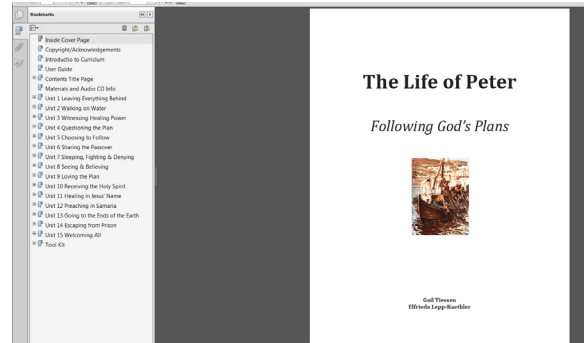 Bookmarks
Inside Cover Page
Copyright/Acknowledgements
Introductio to Curriclum
User Guide
Contents Title Page
Materials and Audio CD Info
Unit 1 Leaving Everything Behind
Unit 2 Walking on Water
Unit 3 Witnessing Healing Power
Unit 4 Questioning the Plan
Unit 5 Choosing to Follow
Unit 6 Sharing the Passover
Unit 7 Sleeping, Fighting & Denying
Unit 8 Seeing & Believing
Unit 9 Loving the Plan
Unit 10 Receiving the Holy Spirit
Unit 11 Healing in Jesus' Name
Unit 12 Preaching in Samaria
Unit 13 Going to the Ends of the Earth
Unit 14 Escaping from Prison
Unit 15 Welcoming All
Tool Kit
The Life of Peter
Following God's Plans
Gail Tiessen
Elfrieda Lepp-Kaethler